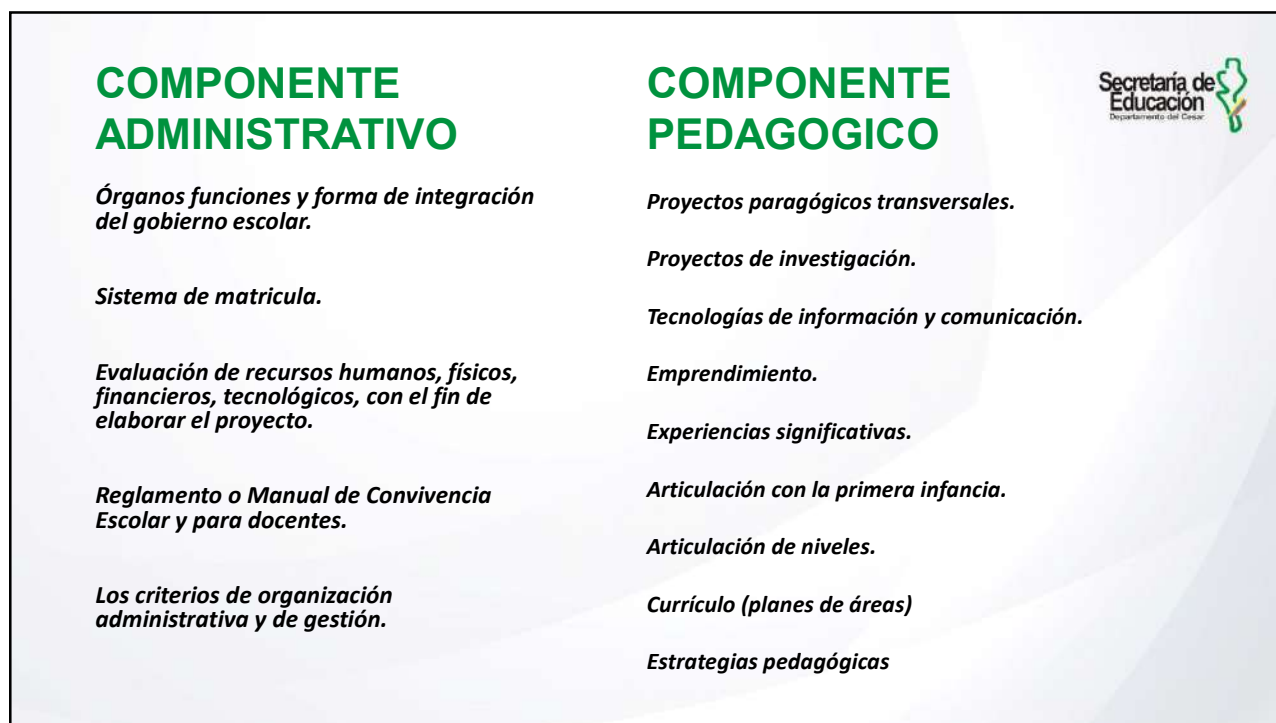 COMPONENTE
ADMINISTRATIVO
Órganos funciones y forma de integración
del gobierno escolar.
Sistema de matricula.
Evaluación de recursos humanos, físicos,
financieros, tecnológicos, con el fin de
elaborar el proyecto.
Reglamento o Manual de Convivencia
Escolar y para docentes.
Los criterios de organización
administrativa y de gestión.
COMPONENTE
PEDAGOGICO
Proyectos paragógicos transversales.
Proyectos de investigación.
Tecnologías de información y comunicación.
Emprendimiento.
Experiencias significativas.
Articulación con la primera infancia.
Articulación de niveles.
Currículo (planes de áreas)
Estrategias pedagógicas
Secretaría de
Educación
Departamento del Cesar